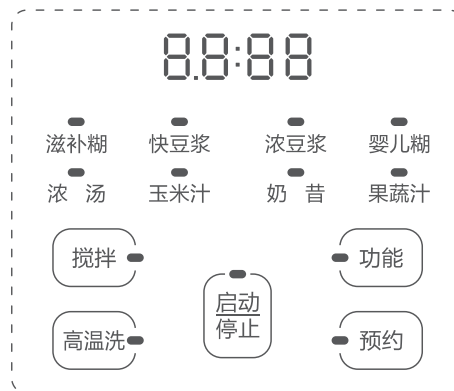 8.8:88
滋补糊 快豆浆 浓豆浆 婴儿糊
浓 汤 玉米汁 奶 昔 果蔬汁
搅拌 功能
启动
停止
高温洗 预约